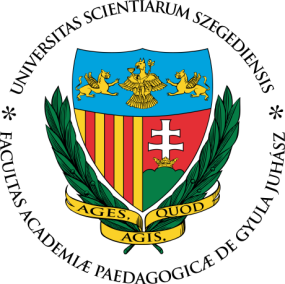 UNIVERSITAS SCIENTIARUM SZEGEDIENSIS
* FACULTAS ACADEMIÆ PAEDAGOGICÆ DE GYULA JUHÁSZ *
AGES, QUOD
AGIS.